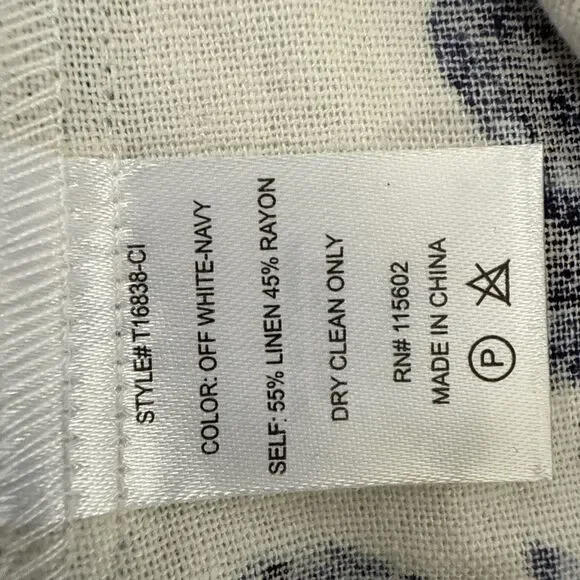 STYLE# T16838-CI
COLOR: OFF WHITE-NAVY
SELF: 55% LINEN 45% RAYON
DRY CLEAN ONLY
RN# 115602
MADE IN CHINA
P